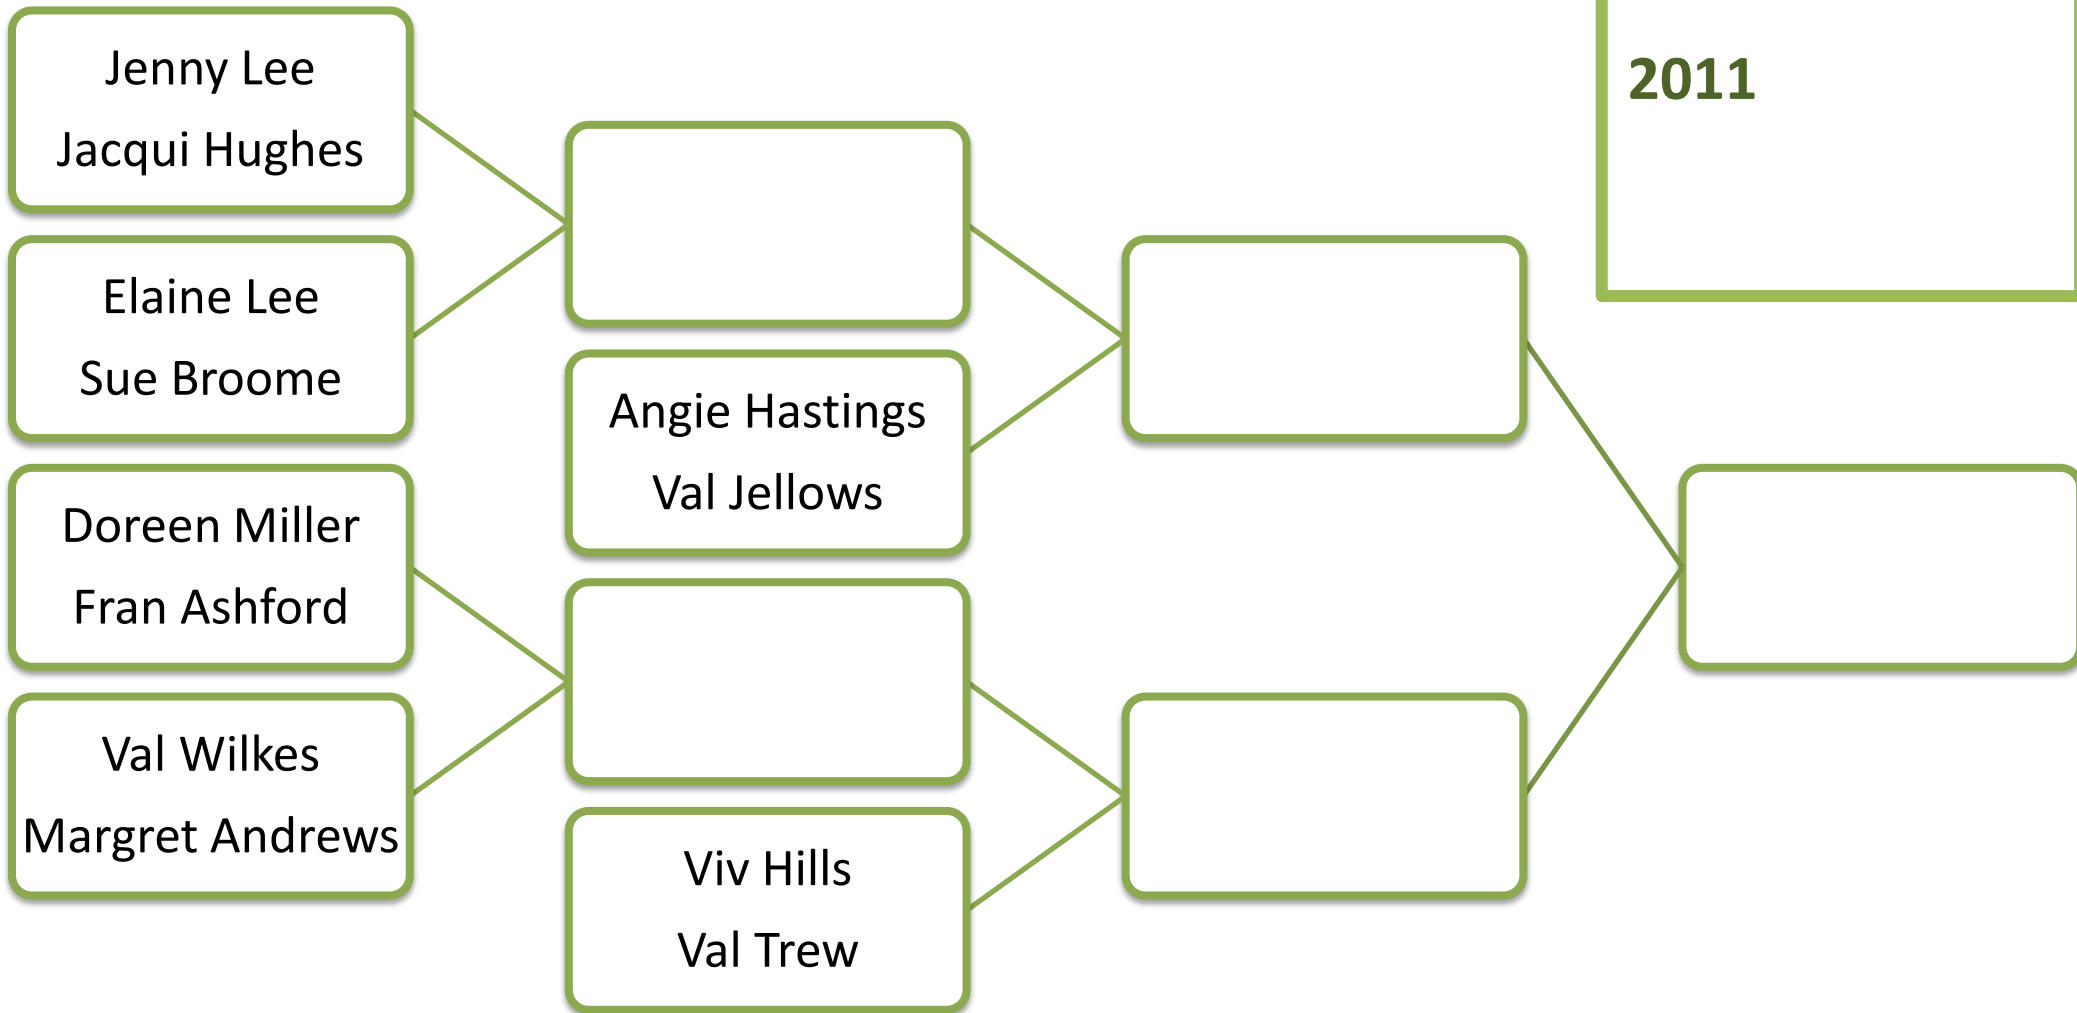 Jenny Lee
Jacqui Hughes
Elaine Lee
Sue Broome
Doreen Miller
Fran Ashford
Val Wilkes
Margret Andrews
Angie Hastings
Val Jellows
Viv Hills
Val Trew
2011